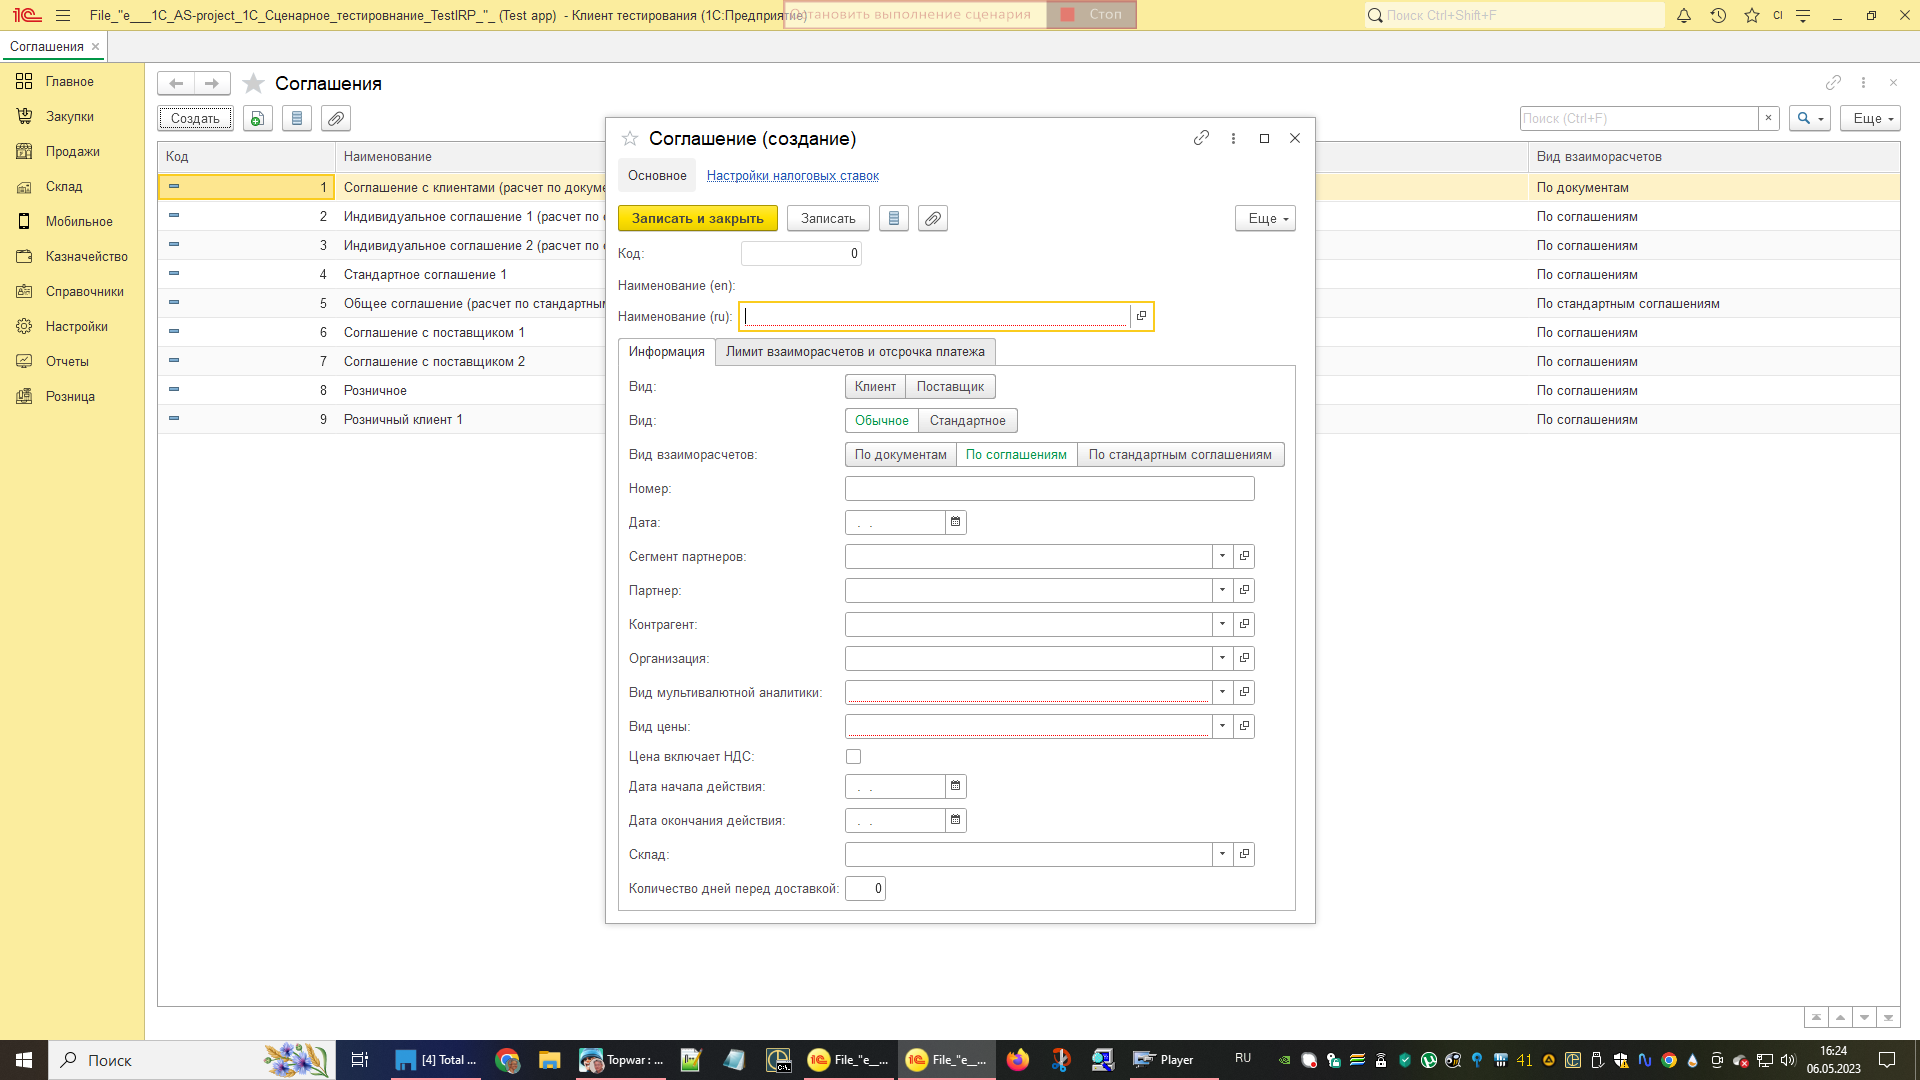 File_"e___1C_AS-project_1C_Сценарное_тестировнание_TestIRP_"_ (Test app) - Клиент тестирования (1С:Предприятие)
Остановить выполнение сценария
Стоп
Поиск Ctrl+Shift+F
CI
Соглашения
Главное
Закупки
Продажи
Склад
Мобильное
Казначейство
Справочники
Настройки
Отчеты
Розница
Соглашения
Создать
Поиск (Ctrl+F)
Еще
Код Наименование Вид взаиморасчетов
1 Соглашение с клиентами (расчет по докуме По документам
2 Индивидуальное соглашение 1 (расчет по с По соглашениям
3 Индивидуальное соглашение 2 (расчет по с По соглашениям
4 Стандартное соглашение 1 По соглашениям
5 Общее соглашение (расчет по стандартны По стандартным соглашениям
6 Соглашение с поставщиком 1 По соглашениям
7 Соглашение с поставщиком 2 По соглашениям
8 Розничное По соглашениям
9 Розничный клиент 1 По соглашениям
Соглашение (создание)
Основное Настройки налоговых ставок
Записать и закрыть Записать Еще
Код: 0
Наименование (en):
Наименование (ru):
Информация Лимит взаиморасчетов и отсрочка платежа
Вид: Клиент Поставщик
Вид: Обычное Стандартное
Вид взаиморасчетов: По документам По соглашениям По стандартным соглашениям
Номер:
Дата: . .
Сегмент партнеров:
Партнер:
Контрагент:
Организация:
Вид мультивалютной аналитики:
Вид цены:
Цена включает НДС:
Дата начала действия: . .
Дата окончания действия: . .
Склад:
Количество дней перед доставкой: 0
Поиск
[4] Total ...
Topwar : ...
File_"e__...
File_"e__...
Player
RU
41
16:24
06.05.2023